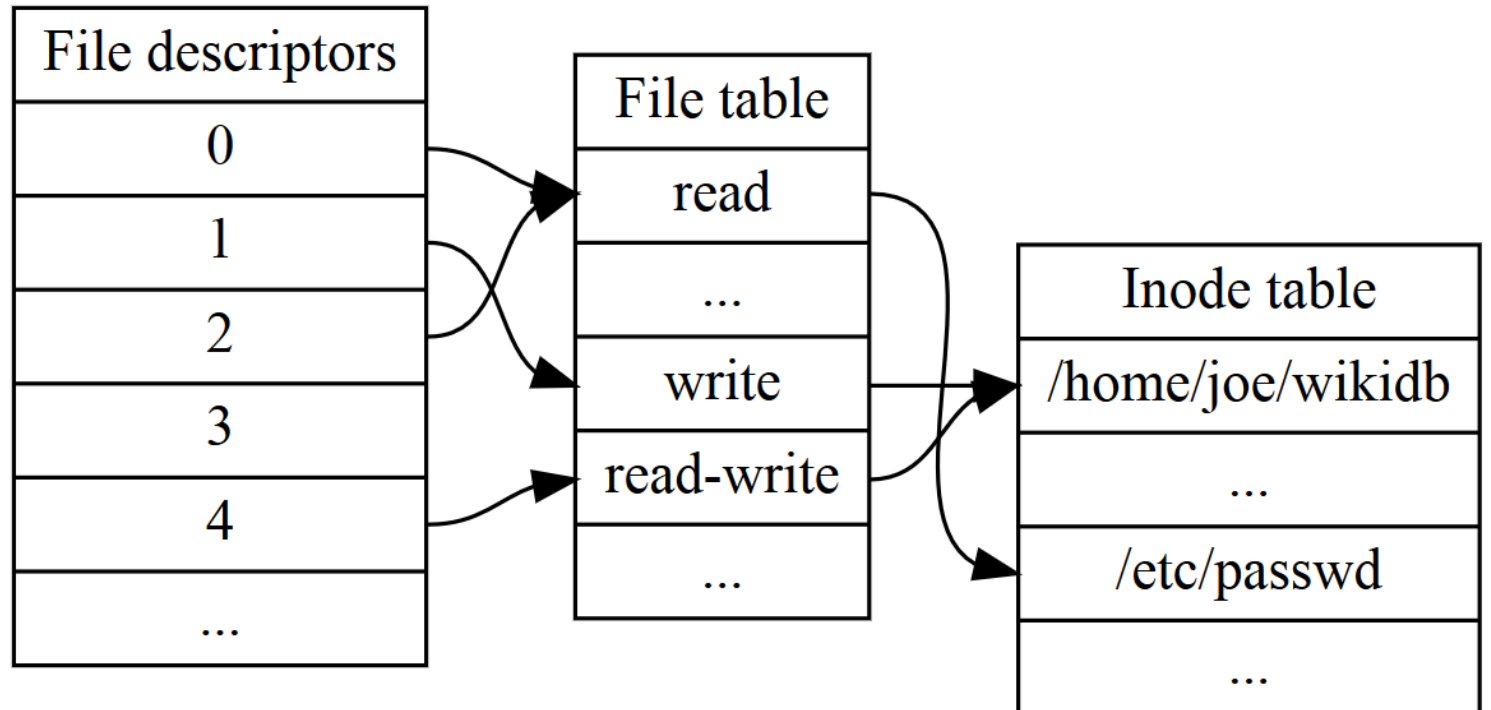 File descriptors
0
1
2
3
4
...
File table
read
...
write
read-write
...
Inode table
/home/joe/wikidb
...
/etc/passwd
...